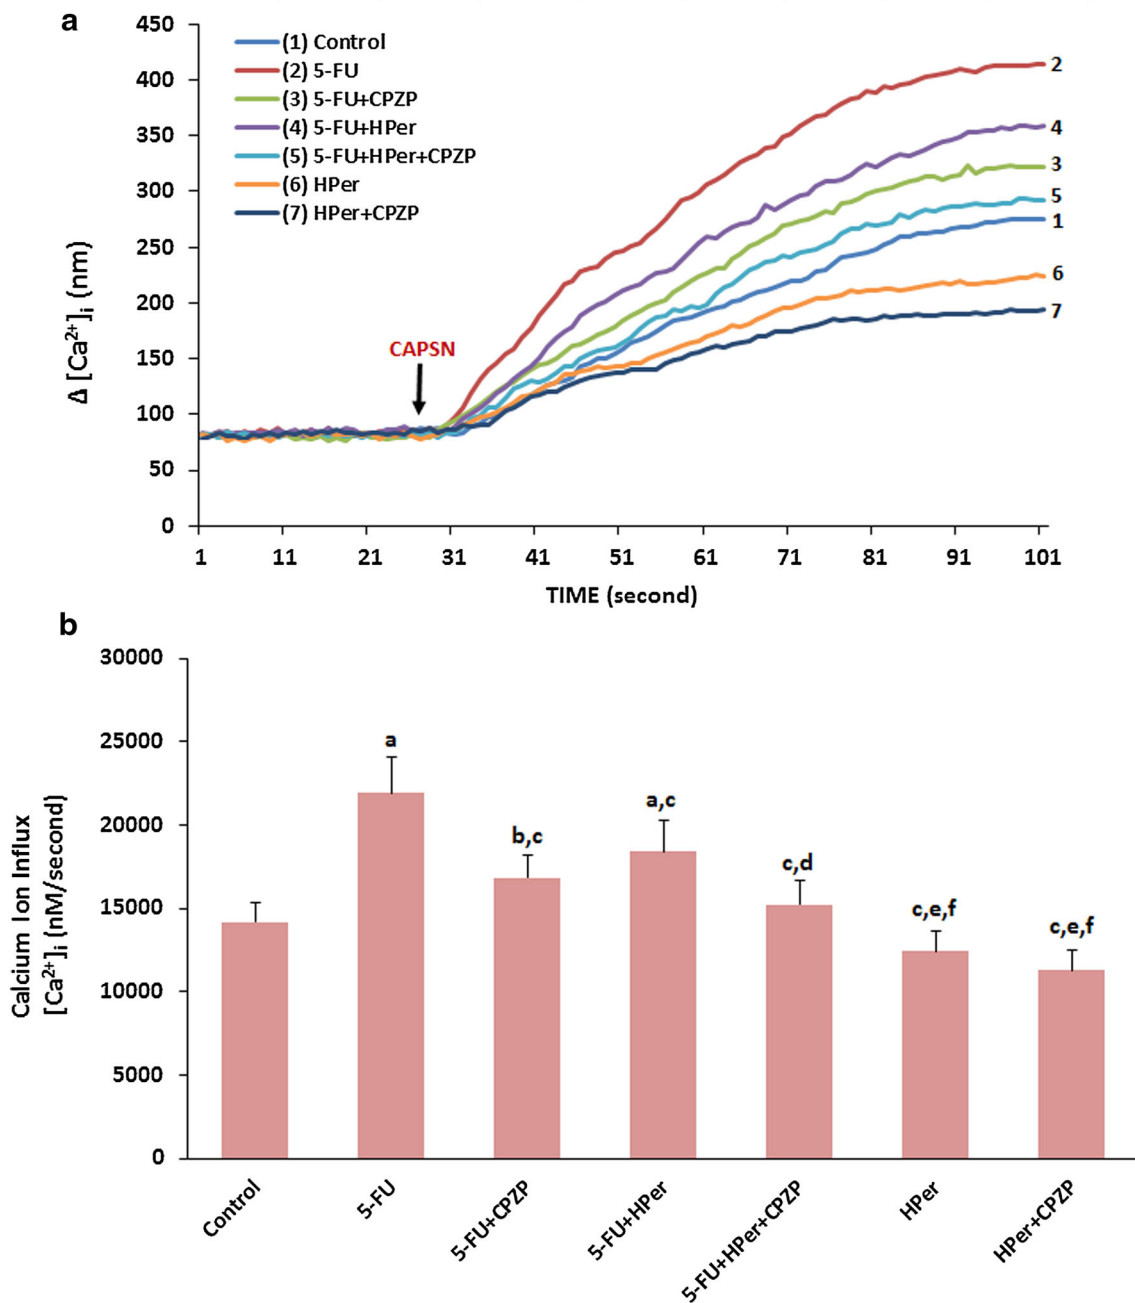 a
450
400
350
300
250
200
150
100
50
0
Δ [Ca²⁺]i (nm)
(1) Control
(2) 5-FU
(3) 5-FU+CPZP
(4) 5-FU+HPer
(5) 5-FU+HPer+CPZP
(6) HPer
(7) HPer+CPZP
CAPSN
2
4
3
5
1
6
7
1 11 21 31 41 51 61 71 81 91 101
TIME (second)
b
30000
25000
20000
15000
10000
5000
0
Calcium Ion Influx
[Ca²⁺]i (nM/second)
a
b,c
a,c
c,d
c,e,f
c,e,f
Control
5-FU
5-FU+CPZP
5-FU+HPer
5-FU+HPer+CPZP
HPer
HPer+CPZP